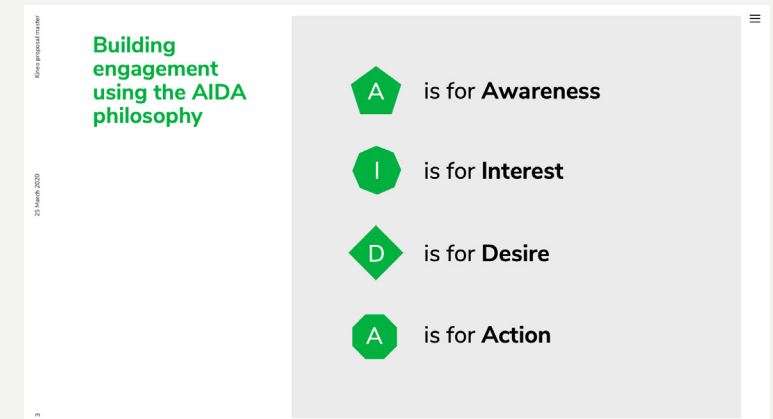 Kineo proposal master
25 March 2020
3
Building
engagement
using the AIDA
philosophy
A is for Awareness
I is for Interest
D is for Desire
A is for Action